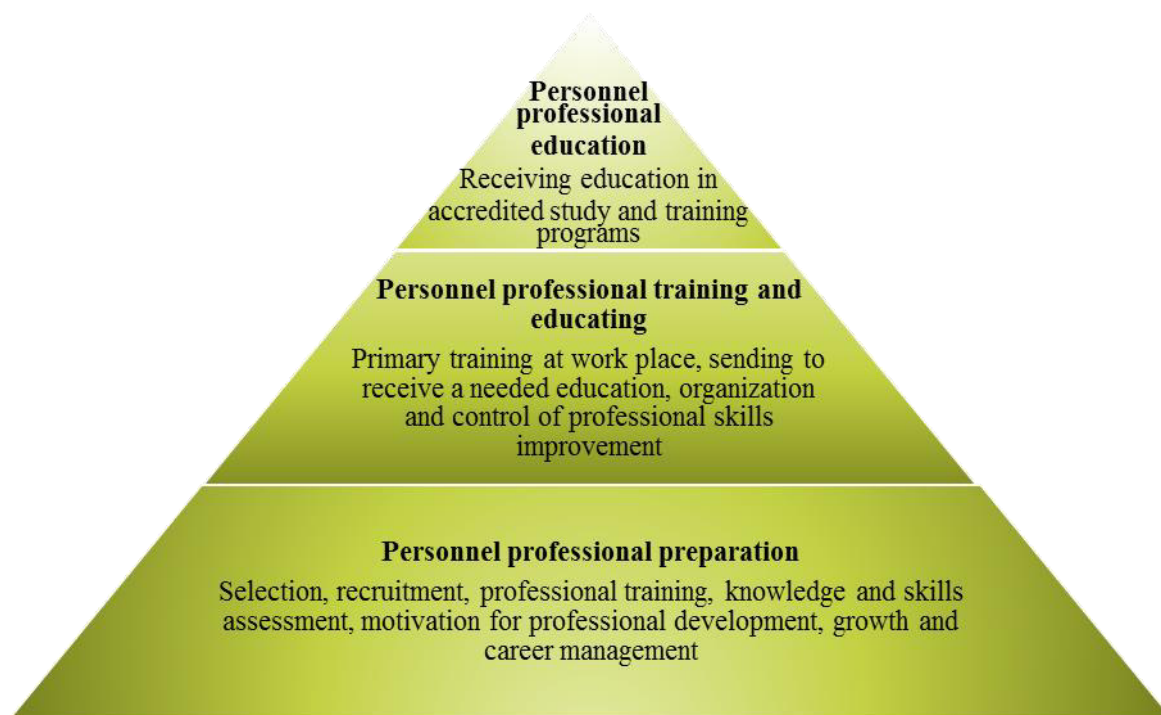 Personnel
professional
education
Receiving education in
accredited study and training
programs
Personnel professional training and
educating
Primary training at work place, sending to
receive a needed education, organization
and control of professional skills
improvement
Personnel professional preparation
Selection, recruitment, professional training, knowledge and skills
assessment, motivation for professional development, growth and
career management